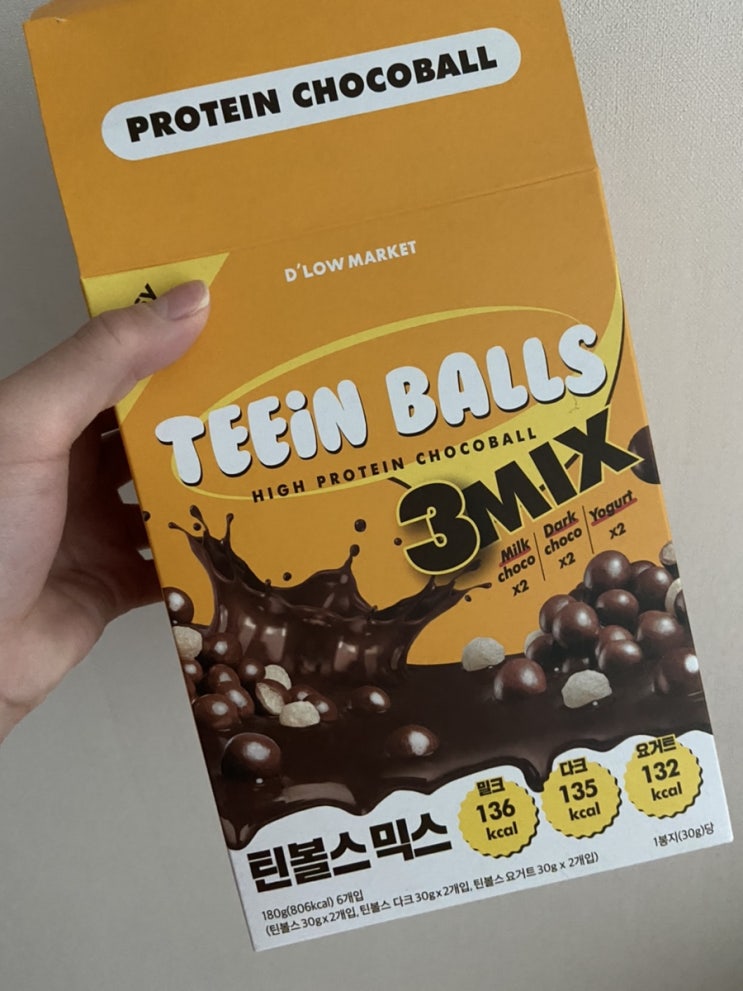 PROTEIN CHOCOBALL
D'LOW MARKET
TEEiN BALLS
HIGH PROTEIN CHOCOBALL
3MIX
Milk choco x2
Dark choco x2
Yogurt x2
밀크 136 kcal
다크 135 kcal
요거트 132 kcal
1봉지(30g)당
틴볼스 믹스
180g(806kcal) 6개입
(틴볼스 30g x 2개입, 틴볼스 다크 30g x 2개입, 틴볼스 요거트 30g x 2개입)